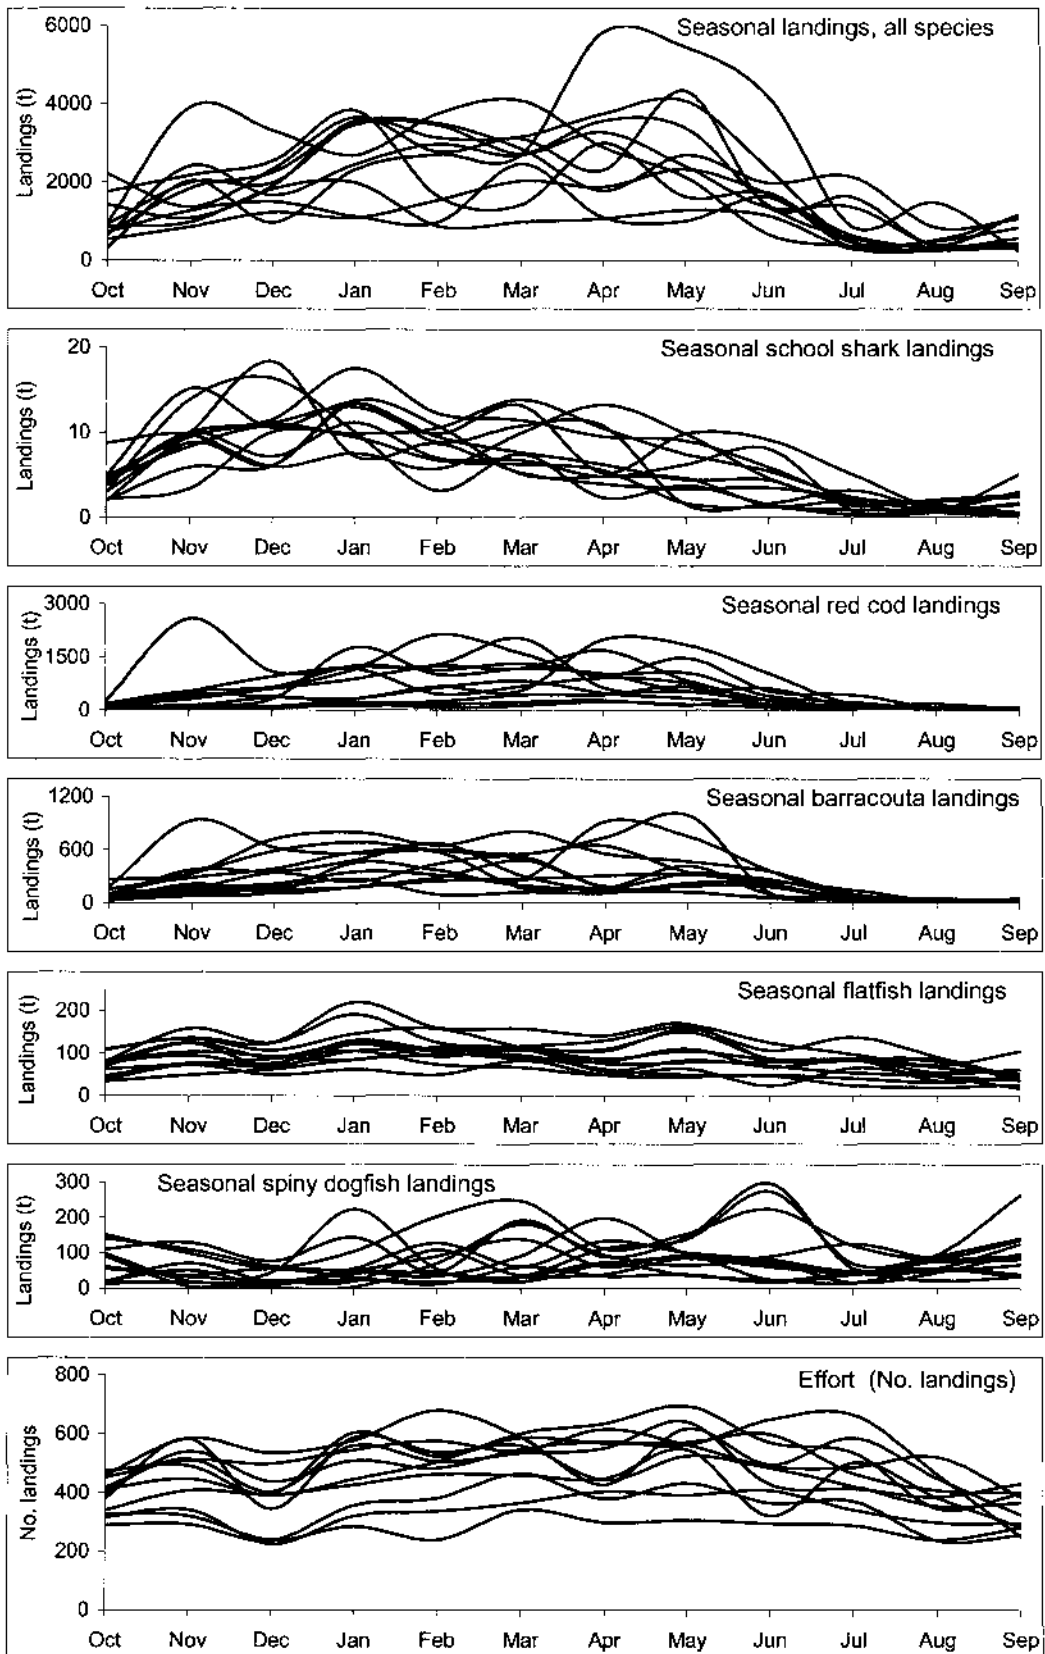 Seasonal landings, all species
Landings (t)
6000
4000
2000
0
Oct Nov Dec Jan Feb Mar Apr May Jun Jul Aug Sep
Seasonal school shark landings
Landings (t)
20
10
0
Oct Nov Dec Jan Feb Mar Apr May Jun Jul Aug Sep
Seasonal red cod landings
Landings (t)
3000
1500
0
Oct Nov Dec Jan Feb Mar Apr May Jun Jul Aug Sep
Seasonal barracouta landings
Landings (t)
1200
600
0
Oct Nov Dec Jan Feb Mar Apr May Jun Jul Aug Sep
Seasonal flatfish landings
Landings (t)
200
100
0
Oct Nov Dec Jan Feb Mar Apr May Jun Jul Aug Sep
Seasonal spiny dogfish landings
Landings (t)
300
200
100
0
Oct Nov Dec Jan Feb Mar Apr May Jun Jul Aug Sep
Effort (No. landings)
No. landings
800
600
400
200
0
Oct Nov Dec Jan Feb Mar Apr May Jun Jul Aug Sep